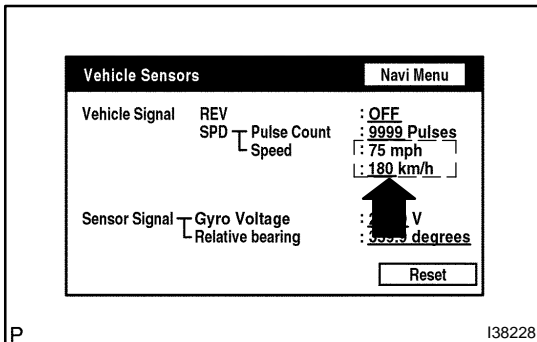 Vehicle Sensors Navi Menu
Vehicle Signal REV : OFF
SPD Pulse Count : 9999 Pulses
Speed : 75 mph
: 180 km/h
Sensor Signal Gyro Voltage : V
Relative bearing : degrees
Reset
P I38228